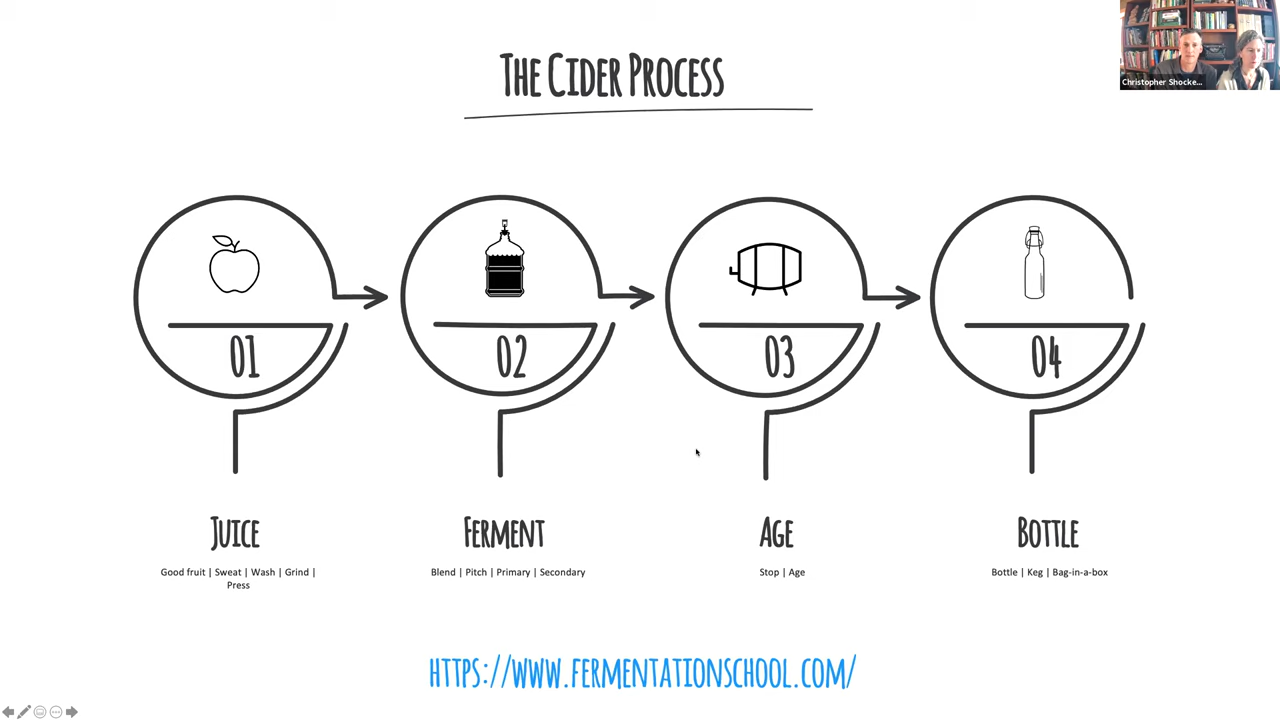 THE CIDER PROCESS
Christopher Shocke...
01
02
03
04
JUICE
Good fruit | Sweat | Wash | Grind |
Press
FERMENT
Blend | Pitch | Primary | Secondary
AGE
Stop | Age
BOTTLE
Bottle | Keg | Bag-in-a-box
HTTPS://WWW.FERMENTATIONSCHOOL.COM/